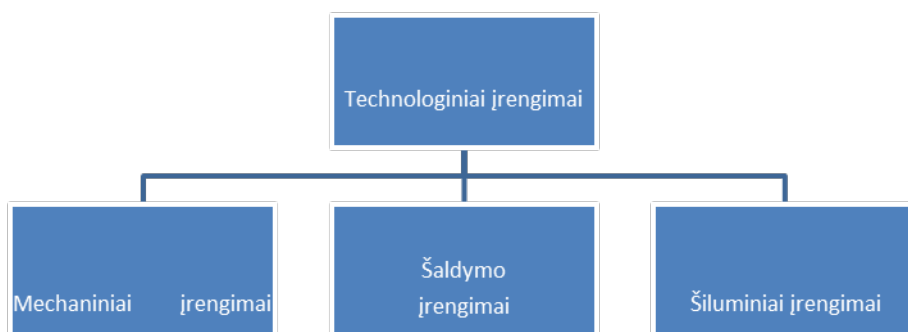 Technologiniai įrengimai
Mechaniniai įrengimai
Šaldymo
įrengimai
Šiluminiai įrengimai